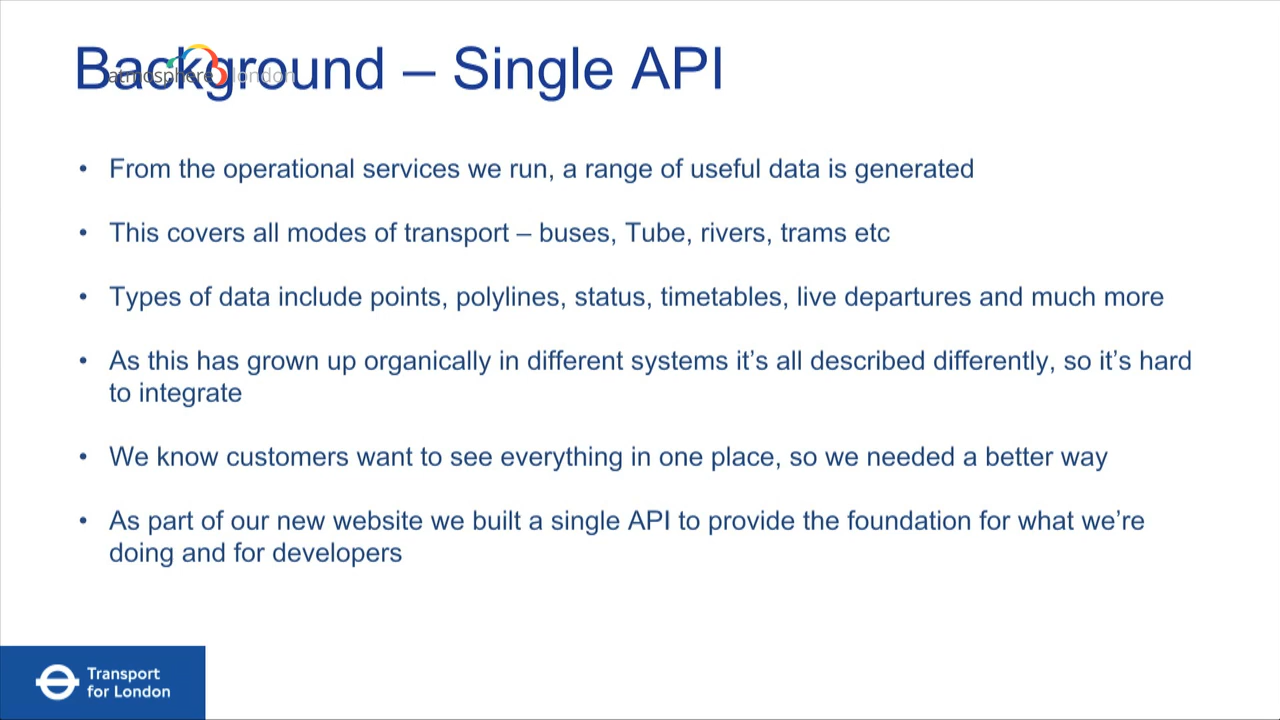 Background – Single API
atmosphere london
• From the operational services we run, a range of useful data is generated
• This covers all modes of transport – buses, Tube, rivers, trams etc
• Types of data include points, polylines, status, timetables, live departures and much more
• As this has grown up organically in different systems it’s all described differently, so it’s hard
to integrate
• We know customers want to see everything in one place, so we needed a better way
• As part of our new website we built a single API to provide the foundation for what we’re
doing and for developers
Transport
for London